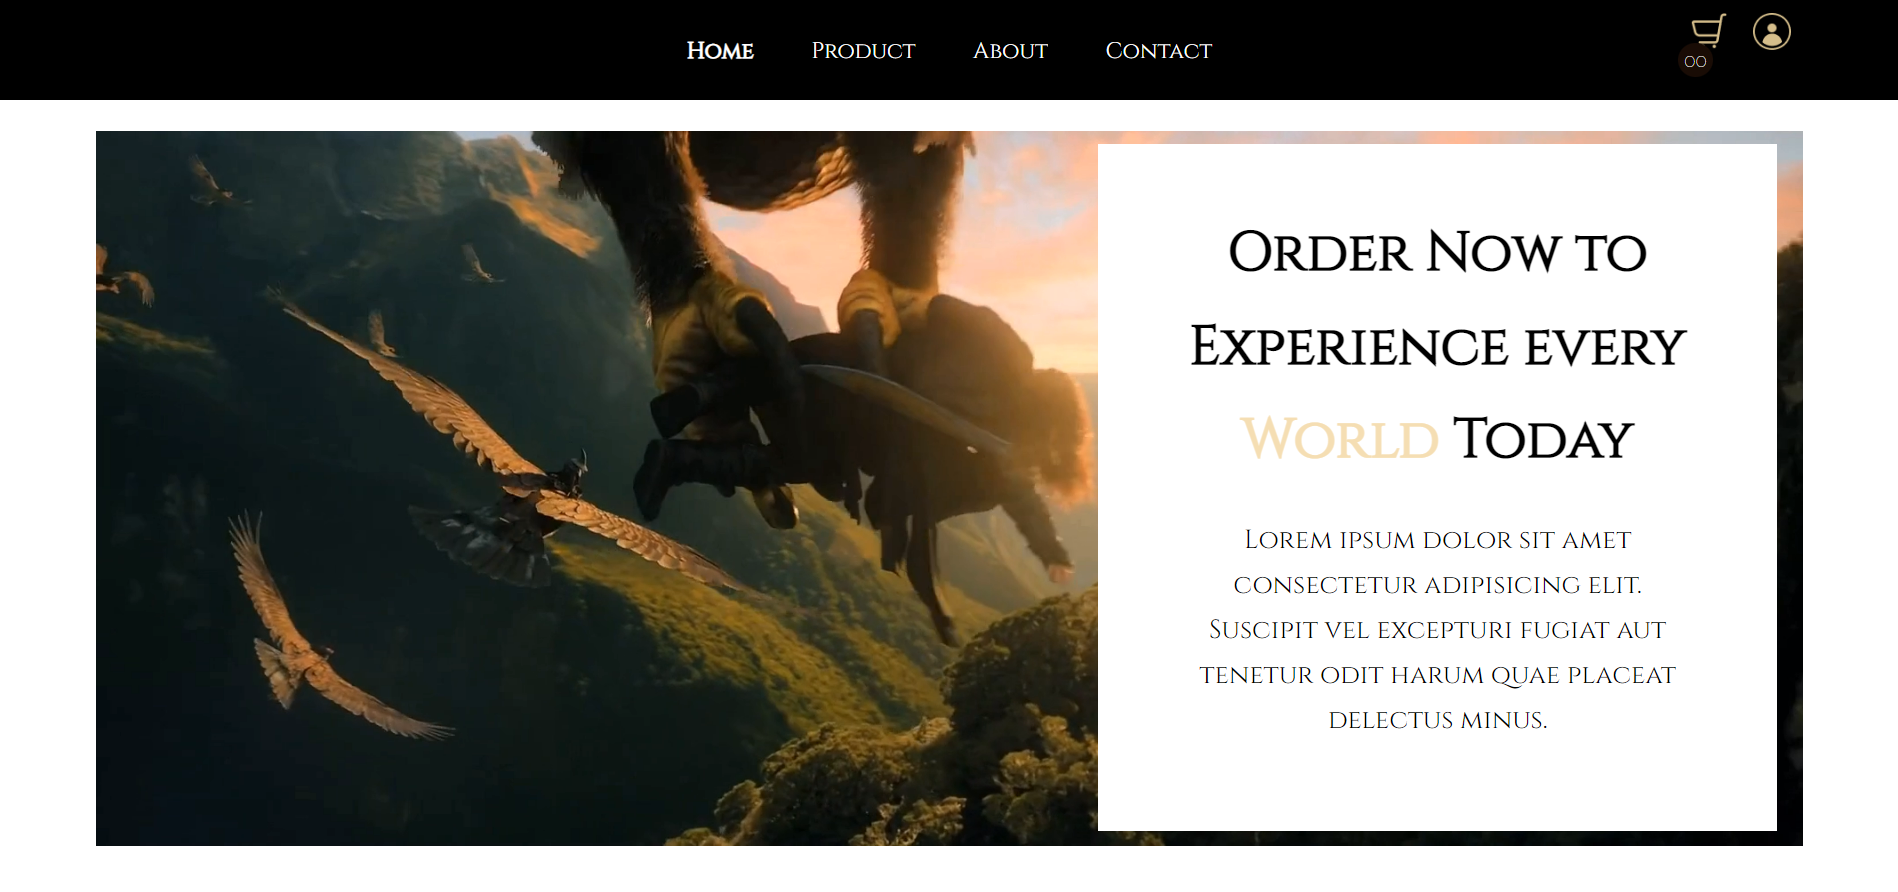 Home Product About Contact
00
Order Now to
Experience every
World Today
Lorem ipsum dolor sit amet
consectetur adipisicing elit.
Suscipit vel excepturi fugiat aut
tenetur odit harum quae placeat
delectus minus.